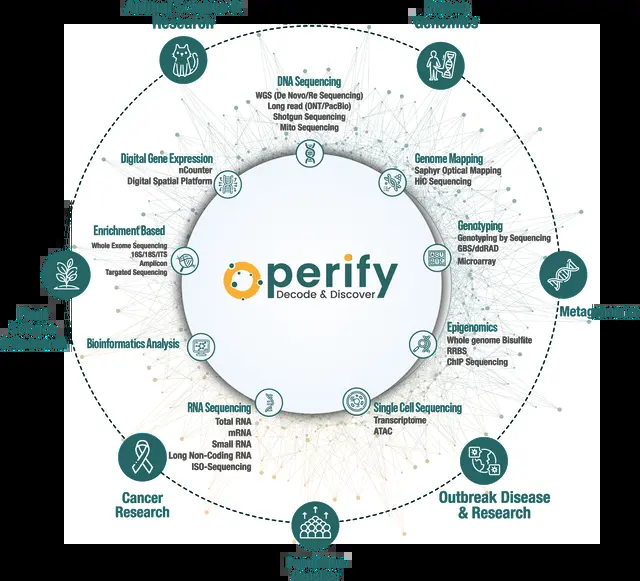 Research
Genomics
DNA Sequencing
WGS (De Novo/Re Sequencing)
Long read (ONT/PacBio)
Shotgun Sequencing
Mito Sequencing
Digital Gene Expression
nCounter
Digital Spatial Platform
Genome Mapping
Saphyr Optical Mapping
HIC Sequencing
Enrichment Based
Whole Exome Sequencing
16S/18S/ITS
Amplicon
Targated Sequencing
Genotyping
Genotyping by Sequencing
GBS/ddRAD
Microarray
perify
Decode & Discover
Bioinformatics Analysis
Epigenomics
Whole genome Bisulfite
RRBS
ChIP Sequencing
RNA Sequencing
Total RNA
mRNA
Small RNA
Long Non-Coding RNA
ISO-Sequencing
Single Cell Sequencing
Transcriptome
ATAC
Cancer
Research
Outbreak Disease
& Research